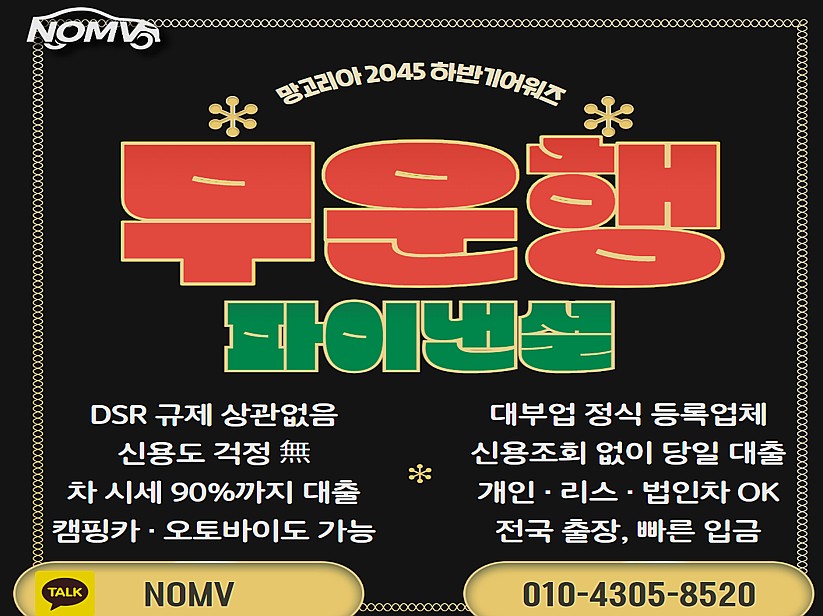 NOMV
망고리아 2045 하반기어워즈
무운행
파이낸셜
DSR 규제 상관없음
신용도 걱정 無
차 시세 90%까지 대출
캠핑카 · 오토바이도 가능
대부업 정식 등록업체
신용조회 없이 당일 대출
개인 · 리스 · 법인차 OK
전국 출장, 빠른 입금
TALK
NOMV
010-4305-8520